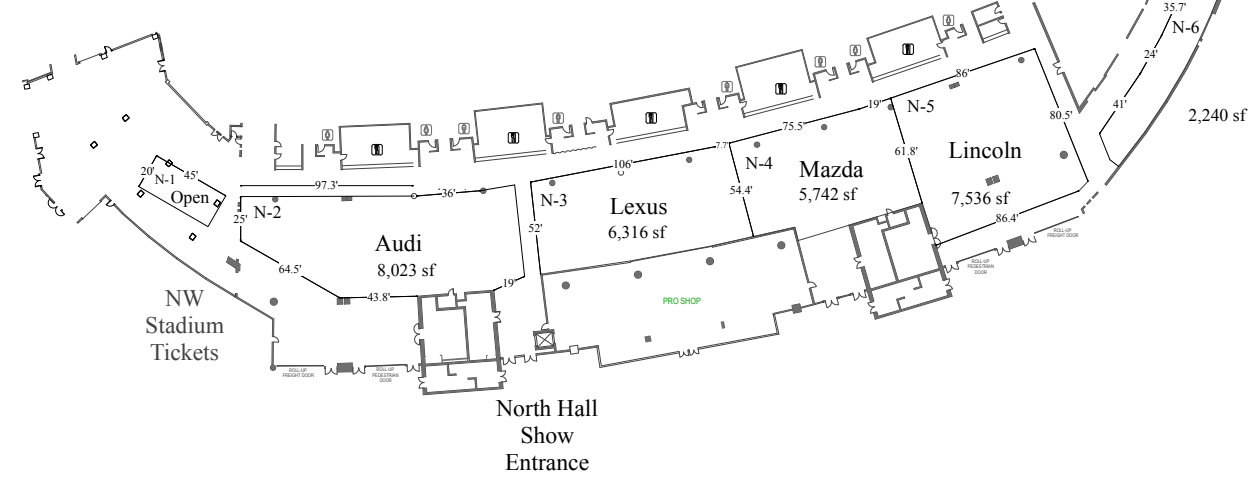 35.7'
N-6
24'
41'
2,240 sf
86'
19'
N-5
80.5'
75.5'
61.8'
Lincoln
7,536 sf
86.4'
7.7'
N-4
Mazda
5,742 sf
54.4'
106'
N-3
Lexus
6,316 sf
52'
20'
N-1
45'
Open
97.3'
36'
N-2
25'
Audi
8,023 sf
64.5'
43.8'
19'
PRO SHOP
ROLL-UP
FREIGHT DOOR
ROLL-UP
PEDESTRIAN
DOOR
NW
Stadium
Tickets
ROLL-UP
FREIGHT DOOR
ROLL-UP
PEDESTRIAN
DOOR
North Hall
Show
Entrance